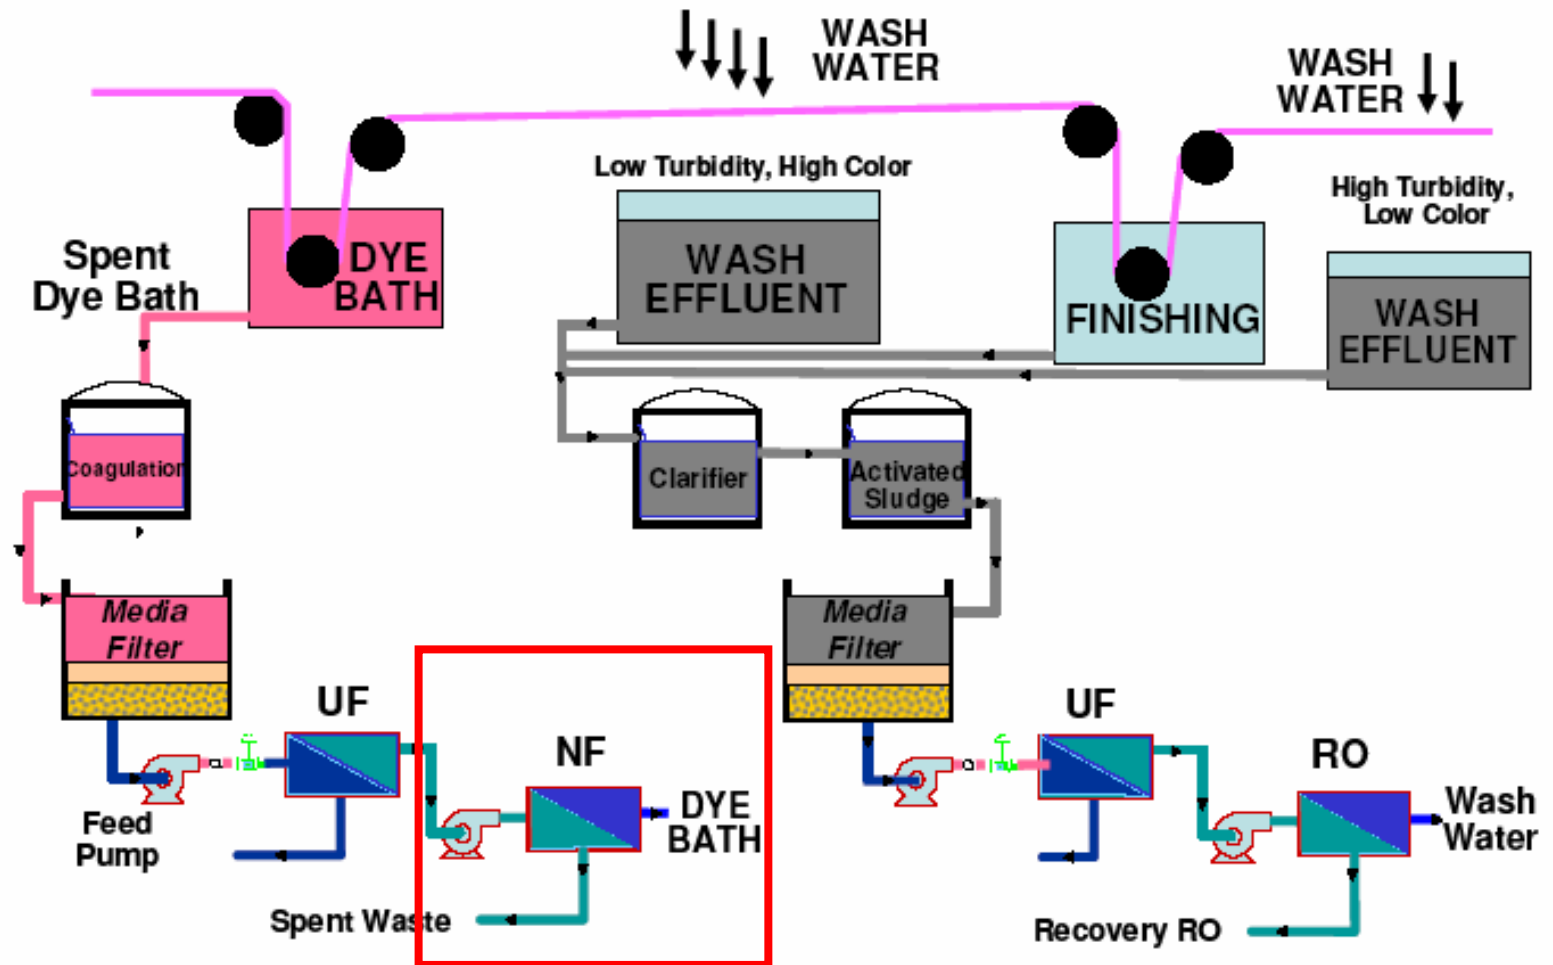 WASH
WATER
WASH
WATER
Low Turbidity, High Color
High Turbidity,
Low Color
Spent
Dye Bath
DYE
BATH
WASH
EFFLUENT
FINISHING
WASH
EFFLUENT
Coagulation
Clarifier
Activated
Sludge
Media
Filter
Media
Filter
UF
NF
UF
RO
Feed
Pump
DYE
BATH
Wash
Water
Spent Waste
Recovery RO